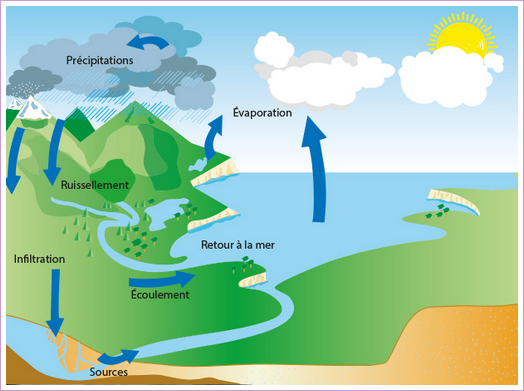 Précipitations
Évaporation
Ruissellement
Retour à la mer
Infiltration
Écoulement
Sources